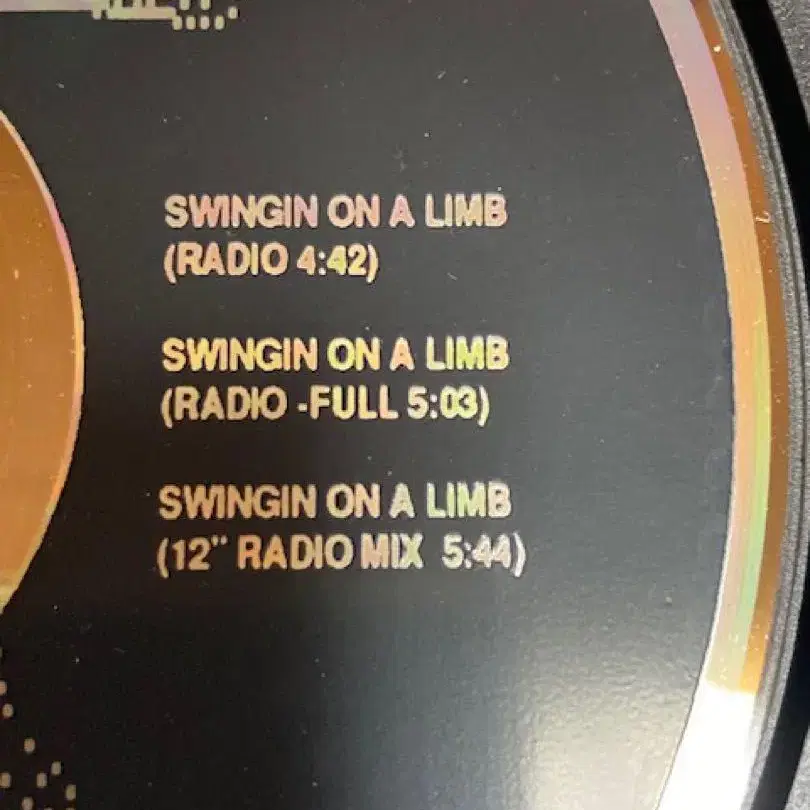 SWINGIN ON A LIMB
(RADIO 4:42)
SWINGIN ON A LIMB
(RADIO -FULL 5:03)
SWINGIN ON A LIMB
(12" RADIO MIX 5:44)